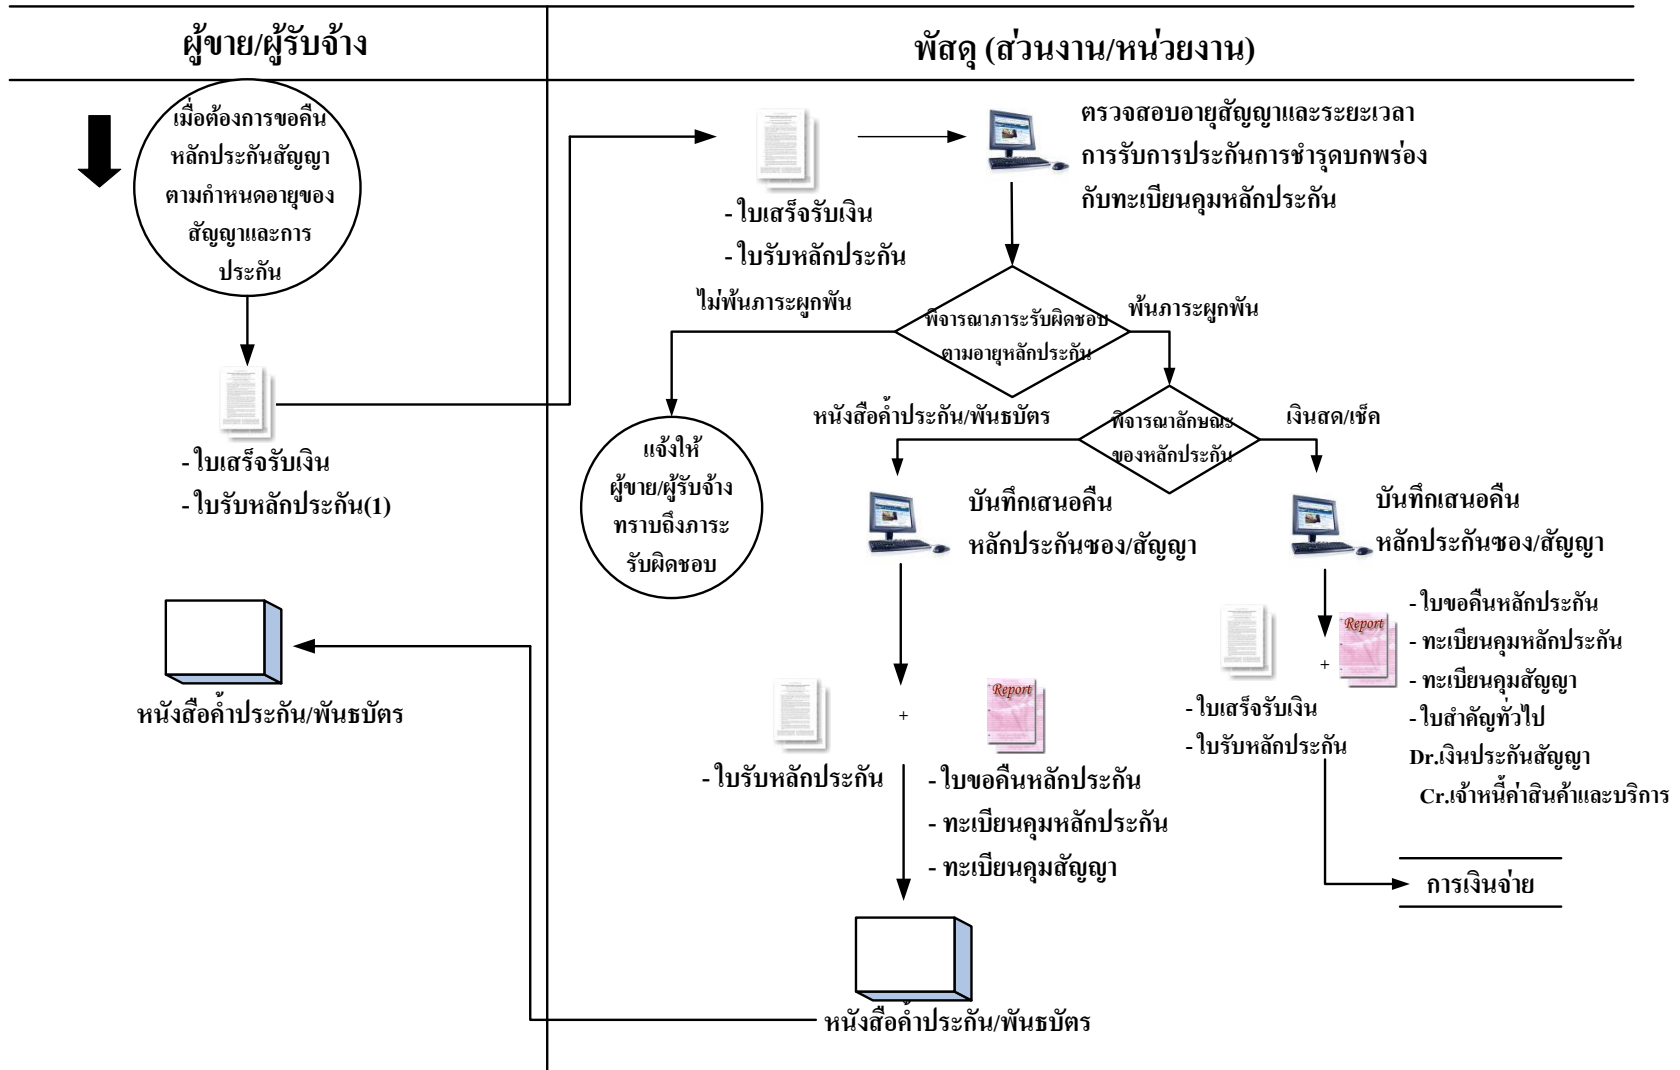 ผู้ขาย/ผู้รับจ้าง
พัสดุ (ส่วนงาน/หน่วยงาน)
เมื่อต้องการขอคืน
หลักประกันสัญญา
ตามกำหนดอายุของ
สัญญาและการ
ประกัน
- ใบเสร็จรับเงิน
- ใบรับหลักประกัน(1)
- ใบเสร็จรับเงิน
- ใบรับหลักประกัน
ตรวจสอบอายุสัญญาและระยะเวลา
การรับการประกันการชำรุดบกพร่อง
กับทะเบียนคุมหลักประกัน
ไม่พ้นภาระผูกพัน
พิจารณาภาระรับผิดชอบ
ตามอายุหลักประกัน
พ้นภาระผูกพัน
แจ้งให้
ผู้ขาย/ผู้รับจ้าง
ทราบถึงภาระ
รับผิดชอบ
หนังสือค้ำประกัน/พันธบัตร
พิจารณาลักษณะ
ของหลักประกัน
เงินสด/เช็ค
บันทึกเสนอคืน
หลักประกันซอง/สัญญา
บันทึกเสนอคืน
หลักประกันซอง/สัญญา
Report
+
- ใบรับหลักประกัน
- ใบขอคืนหลักประกัน
- ทะเบียนคุมหลักประกัน
- ทะเบียนคุมสัญญา
Report
+
- ใบเสร็จรับเงิน
- ใบรับหลักประกัน
- ใบขอคืนหลักประกัน
- ทะเบียนคุมหลักประกัน
- ทะเบียนคุมสัญญา
- ใบสำคัญทั่วไป
Dr.เงินประกันสัญญา
Cr.เจ้าหนี้ค่าสินค้าและบริการ
การเงินจ่าย
หนังสือค้ำประกัน/พันธบัตร
หนังสือค้ำประกัน/พันธบัตร